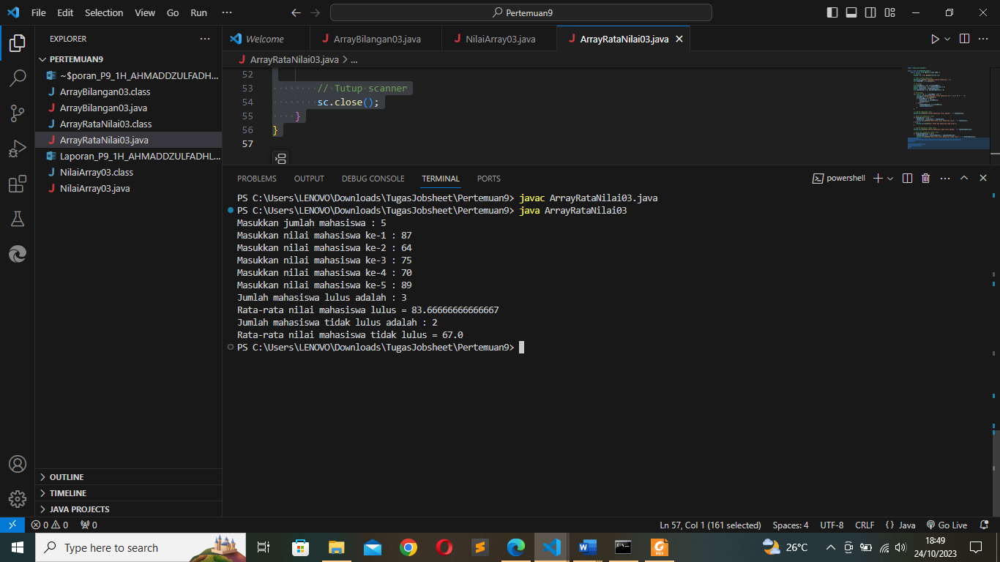 File Edit Selection View Go Run ···
Pertemuan9
EXPLORER ···
PERTEMUAN9
~$poran_P9_1H_AHMADDZULFADH...
ArrayBilangan03.class
ArrayBilangan03.java
ArrayRataNilai03.class
ArrayRataNilai03.java
Laporan_P9_1H_AHMADDZULFADHL...
NilaiArray03.class
NilaiArray03.java
OUTLINE
TIMELINE
JAVA PROJECTS
Welcome ArrayBilangan03.java NilaiArray03.java ArrayRataNilai03.java
ArrayRataNilai03.java > ...
52
53 // Tutup scanner
54 sc.close();
55 }
56 }
57
PROBLEMS OUTPUT DEBUG CONSOLE TERMINAL PORTS
powershell
PS C:\Users\LENOVO\Downloads\TugasJobsheet\Pertemuan9> javac ArrayRataNilai03.java
PS C:\Users\LENOVO\Downloads\TugasJobsheet\Pertemuan9> java ArrayRataNilai03
Masukkan jumlah mahasiswa : 5
Masukkan nilai mahasiswa ke-1 : 87
Masukkan nilai mahasiswa ke-2 : 64
Masukkan nilai mahasiswa ke-3 : 75
Masukkan nilai mahasiswa ke-4 : 70
Masukkan nilai mahasiswa ke-5 : 89
Jumlah mahasiswa lulus adalah : 3
Rata-rata nilai mahasiswa lulus = 83.66666666666667
Jumlah mahasiswa tidak lulus adalah : 2
Rata-rata nilai mahasiswa tidak lulus = 67.0
PS C:\Users\LENOVO\Downloads\TugasJobsheet\Pertemuan9>
0 0 0 Ln 57, Col 1 (161 selected) Spaces: 4 UTF-8 CRLF {} Java Go Live
Type here to search
26°C
18:49
24/10/2023